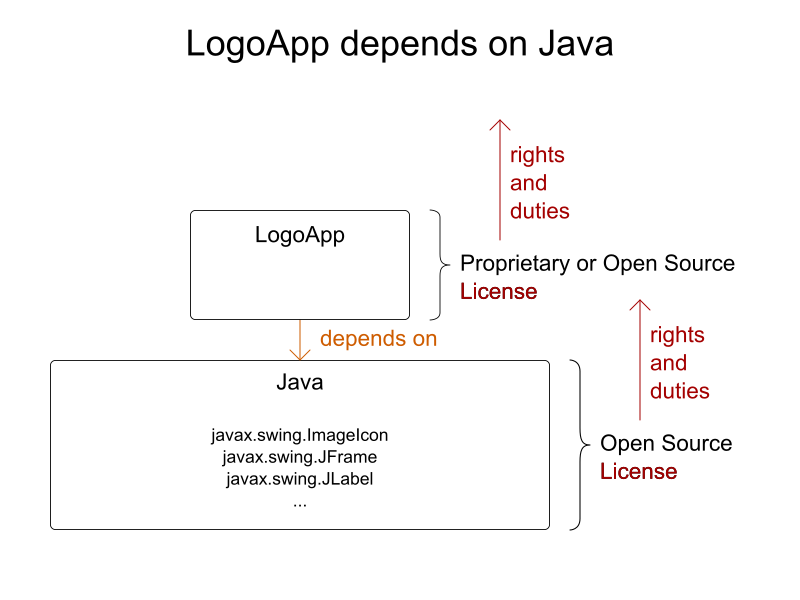 LogoApp depends on Java
rights
and
duties
LogoApp
Proprietary or Open Source
License
depends on
rights
and
duties
Java
javax.swing.ImageIcon
javax.swing.JFrame
javax.swing.JLabel
...
Open Source
License